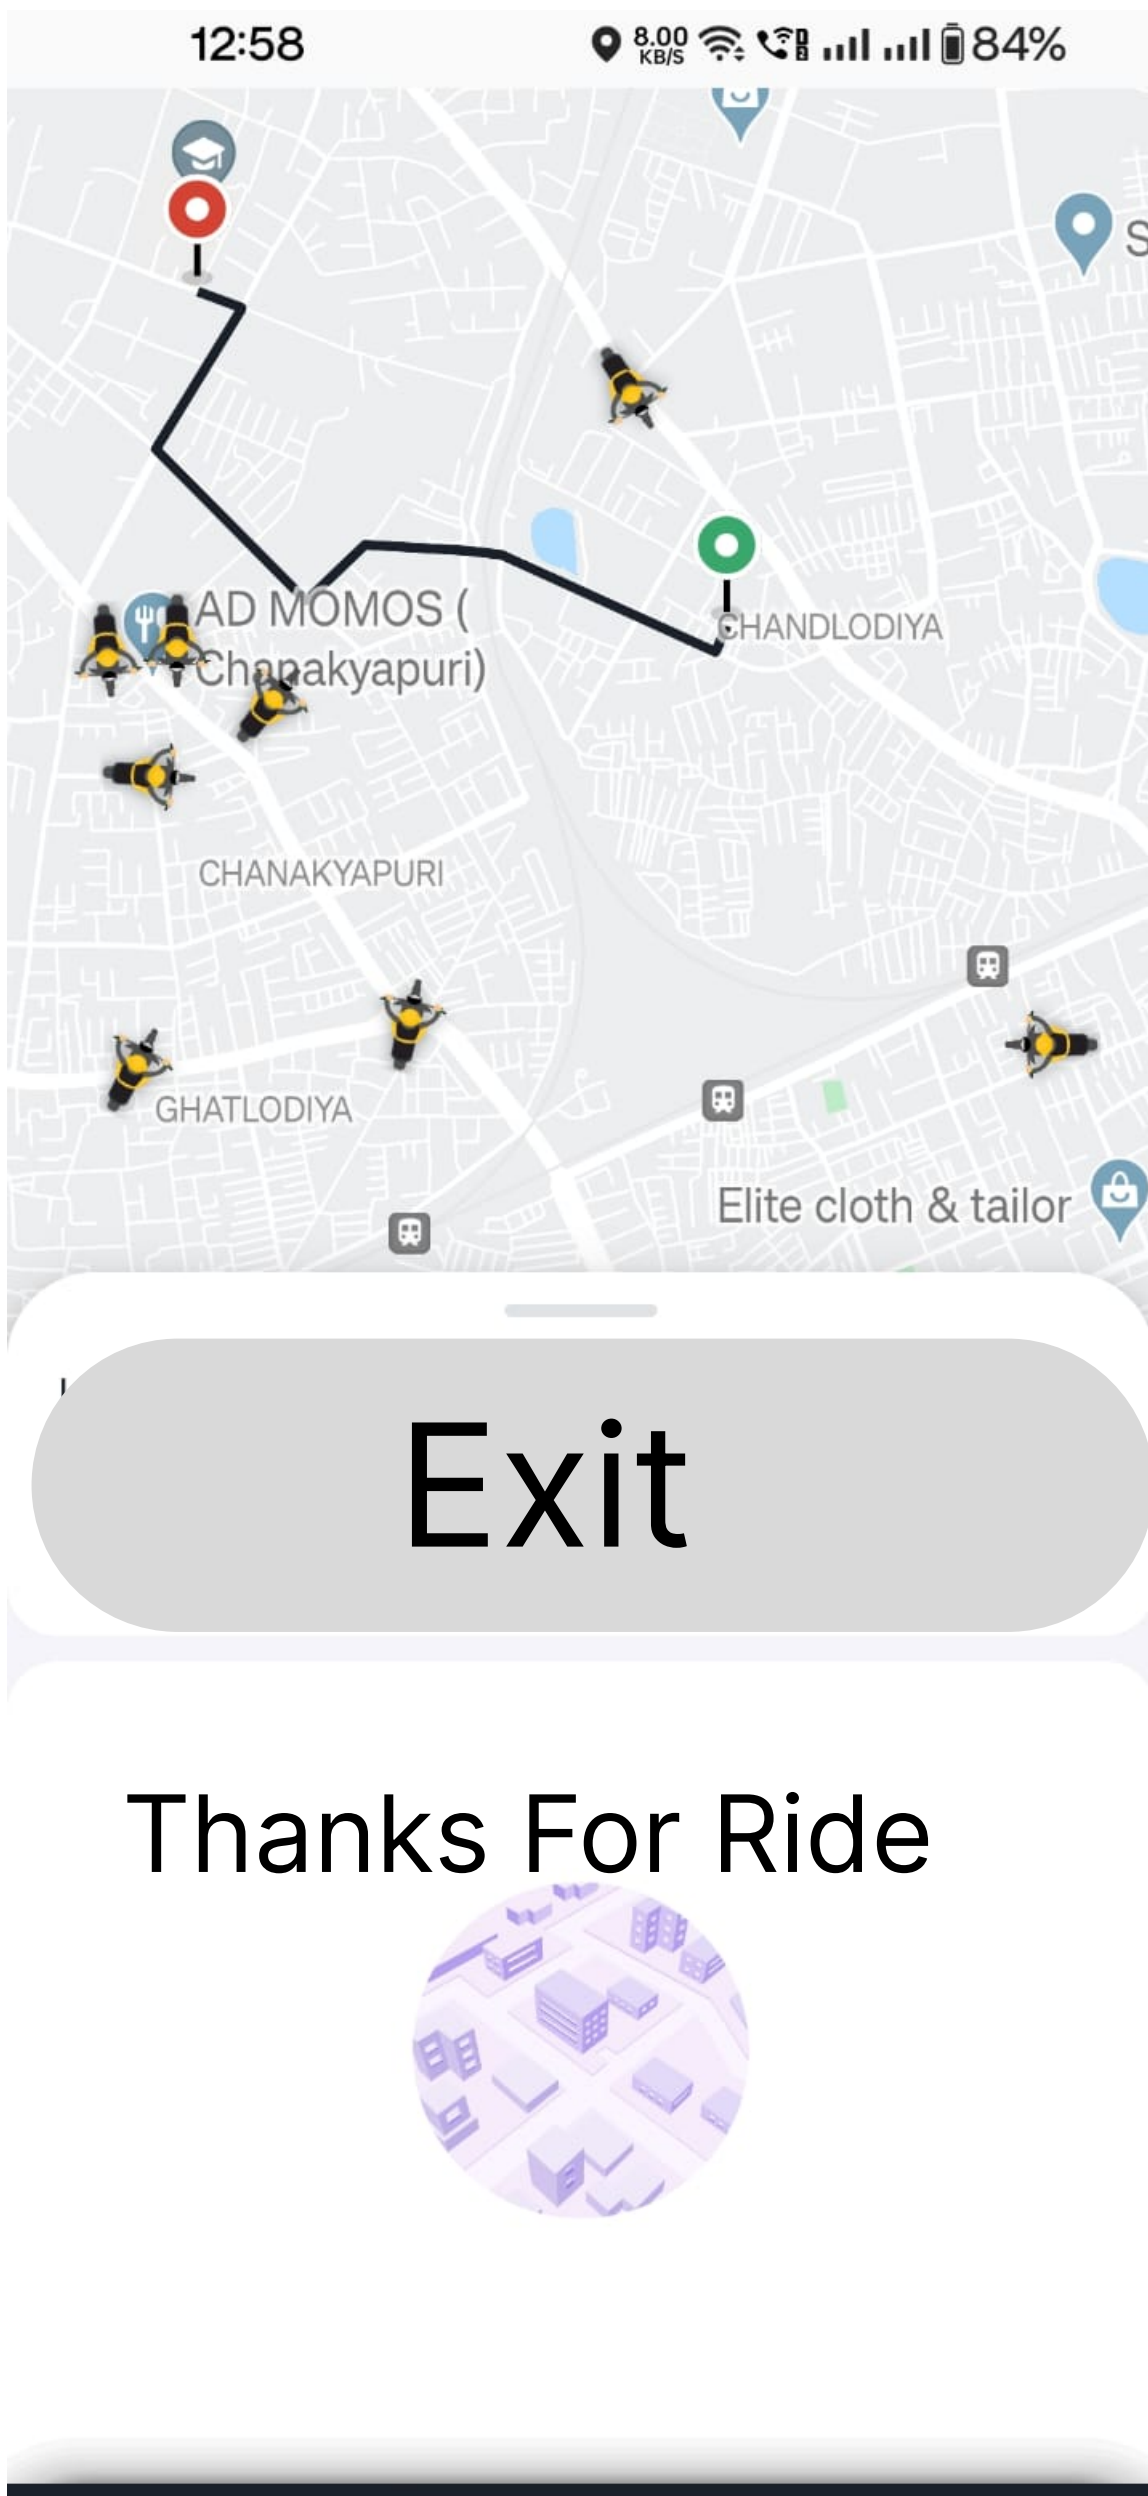 12:58
8.00
KB/S
84%
AD MOMOS (
Chanakyapuri)
CHANDLODIYA
CHANAKYAPURI
GHATLODIYA
Elite cloth & tailor
Exit
Thanks For Ride